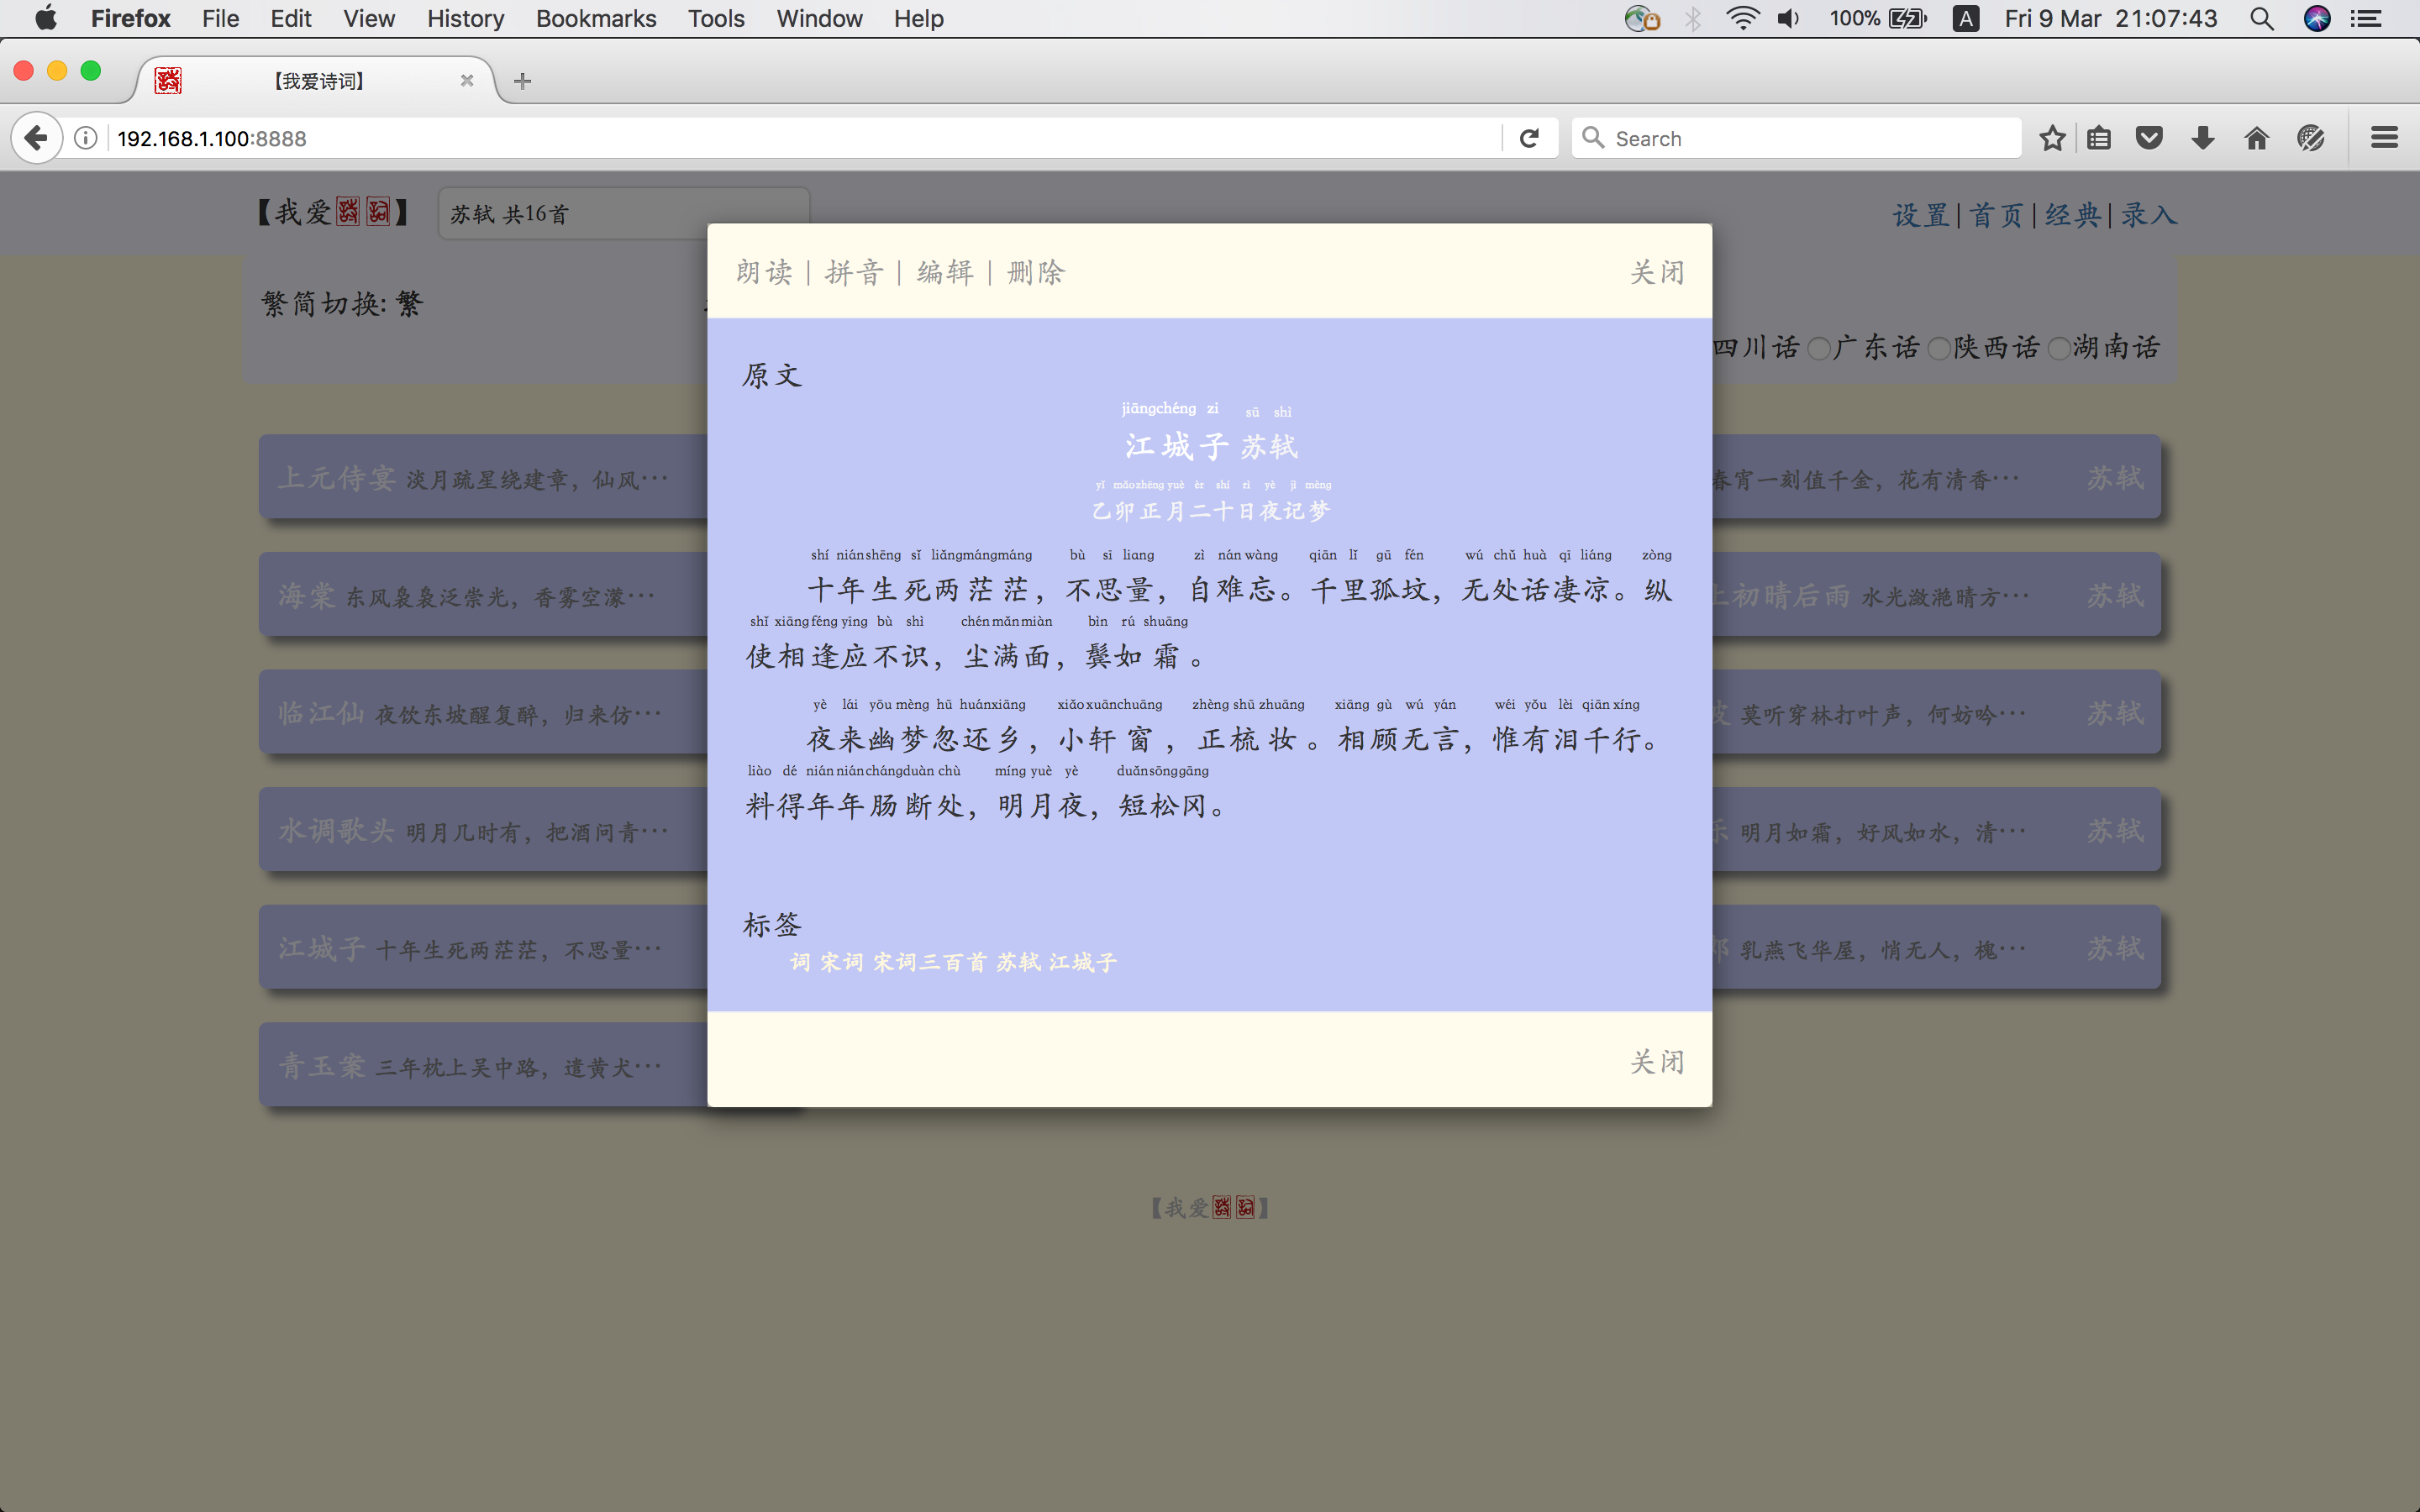 Firefox File Edit View History Bookmarks Tools Window Help 100% A Fri 9 Mar 21:07:43
【我爱诗词】
192.168.1.100:8888 Search
【我爱詩詞】 苏轼 共16首 设置|首页|经典|录入
繁简切换: 繁
四川话 广东话 陕西话 湖南话
朗读 | 拼音 | 编辑 | 删除 关闭
原文
jiāngchéng zi sū shì
江城子 苏轼
yǐ mǎozhēng yuè èr shí rì yè jì mèng
乙卯正月二十日夜记梦
shí niánshēng sǐ liǎngmángmáng bù si liang zì nán wàng qiān lǐ gū fén wú chǔ huà qī liáng zòng
十年生死两茫茫，不思量，自难忘。千里孤坟，无处话凄凉。纵
shǐ xiāngféng yīng bù shì chén mǎnmiàn bìn rú shuāng
使相逢应不识，尘满面，鬓如霜。
yè lái yōu mèng hū huánxiāng xiǎoxuānchuāng zhèng shū zhuāng xiāng gù wú yán wéi yǒu lèi qiān xíng
夜来幽梦忽还乡，小轩窗，正梳妆。相顾无言，惟有泪千行。
liào dé niánniánchángduàn chù míng yuè yè duǎnsōnggāng
料得年年肠断处，明月夜，短松冈。
标签
词 宋词 宋词三百首 苏轼 江城子
关闭
上元侍宴 淡月疏星绕建章，仙风…
春宵一刻值千金，花有清香… 苏轼
海棠 东风袅袅泛崇光，香雾空濛…
上初晴后雨 水光潋滟晴方… 苏轼
临江仙 夜饮东坡醒复醉，归来仿…
莫听穿林打叶声，何妨吟… 苏轼
水调歌头 明月几时有，把酒问青…
乐 明月如霜，好风如水，清… 苏轼
江城子 十年生死两茫茫，不思量…
郎 乳燕飞华屋，悄无人，槐… 苏轼
青玉案 三年枕上吴中路，遣黄犬…
【我爱詩詞】